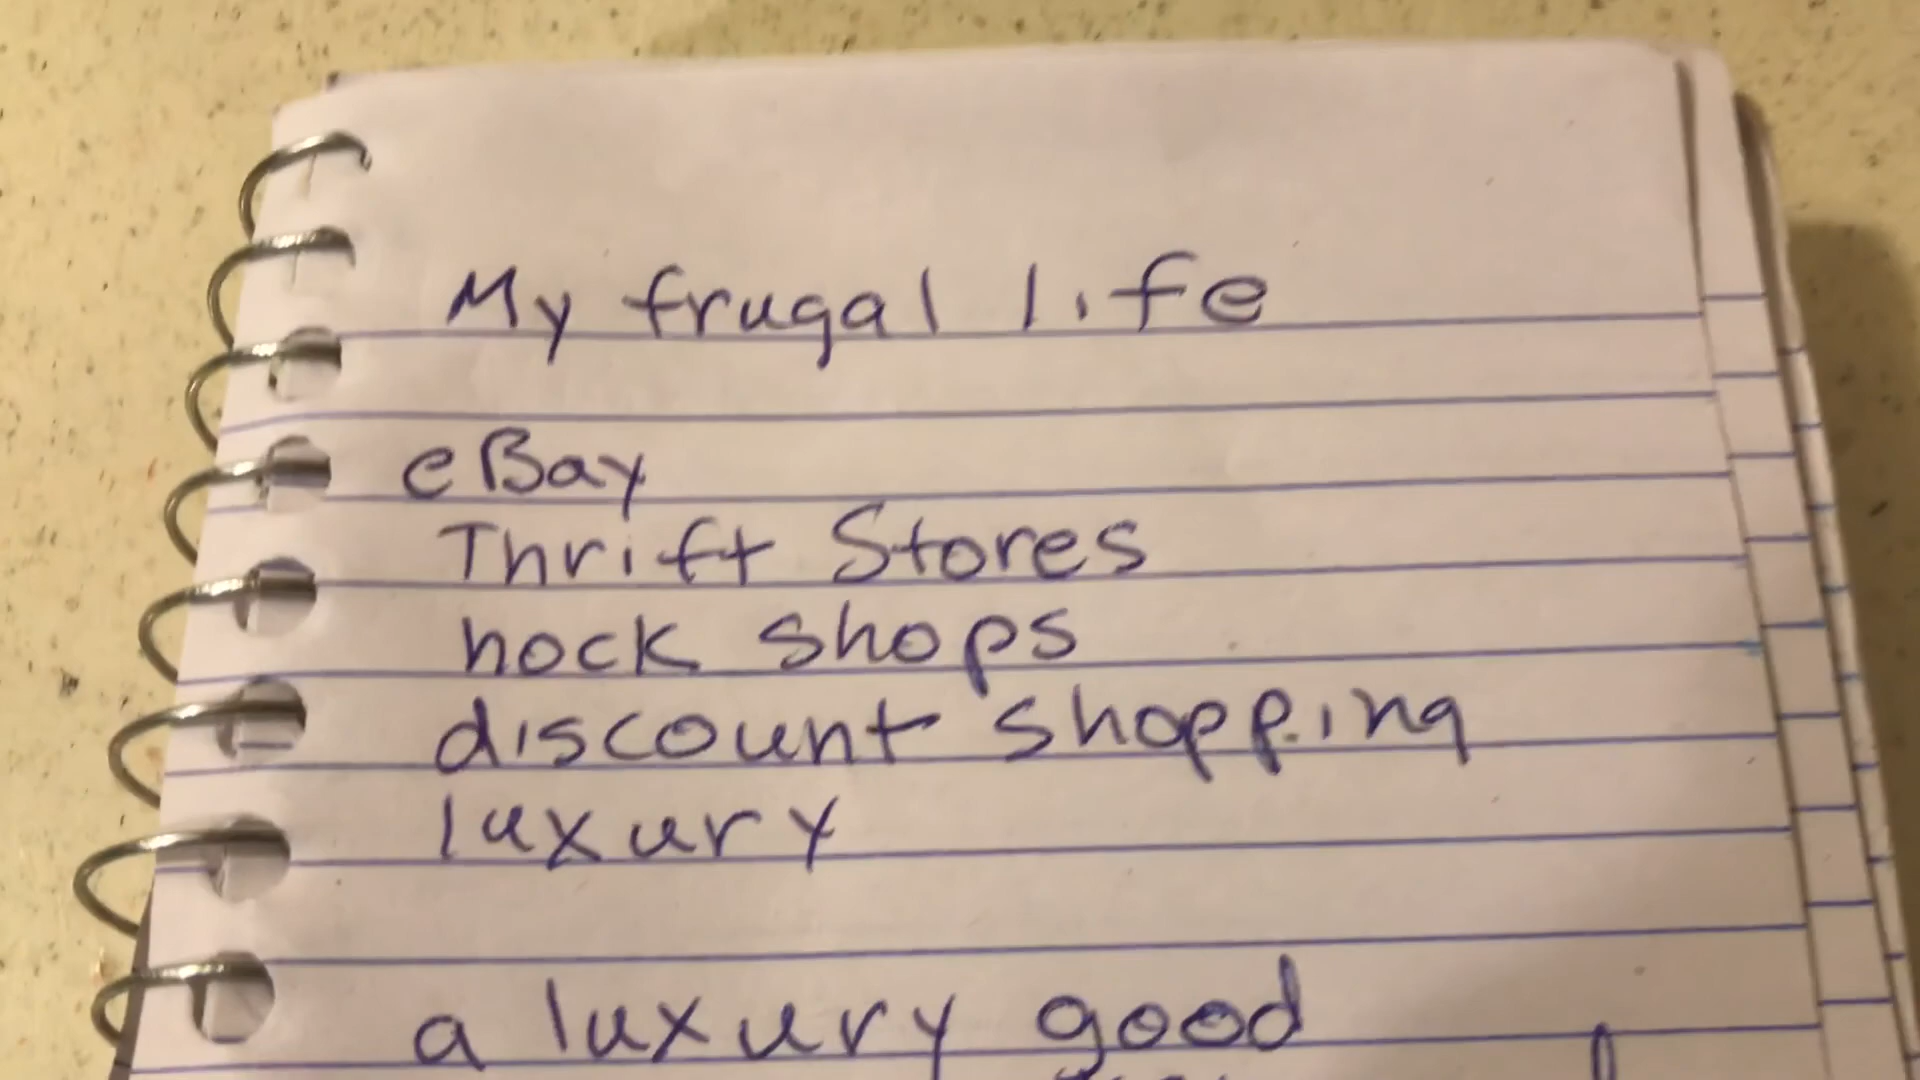 My frugal life
eBay
Thrift Stores
hock shops
discount shopping
luxury
a luxury good